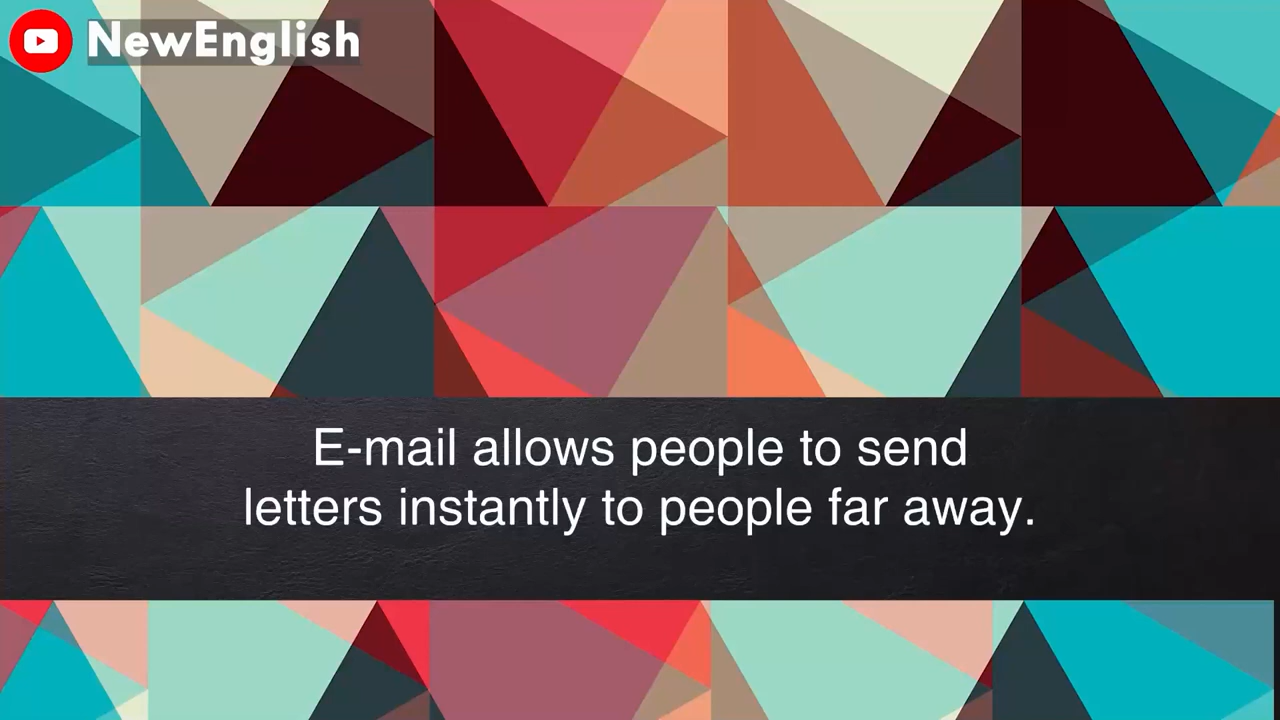 NewEnglish
E-mail allows people to send
letters instantly to people far away.